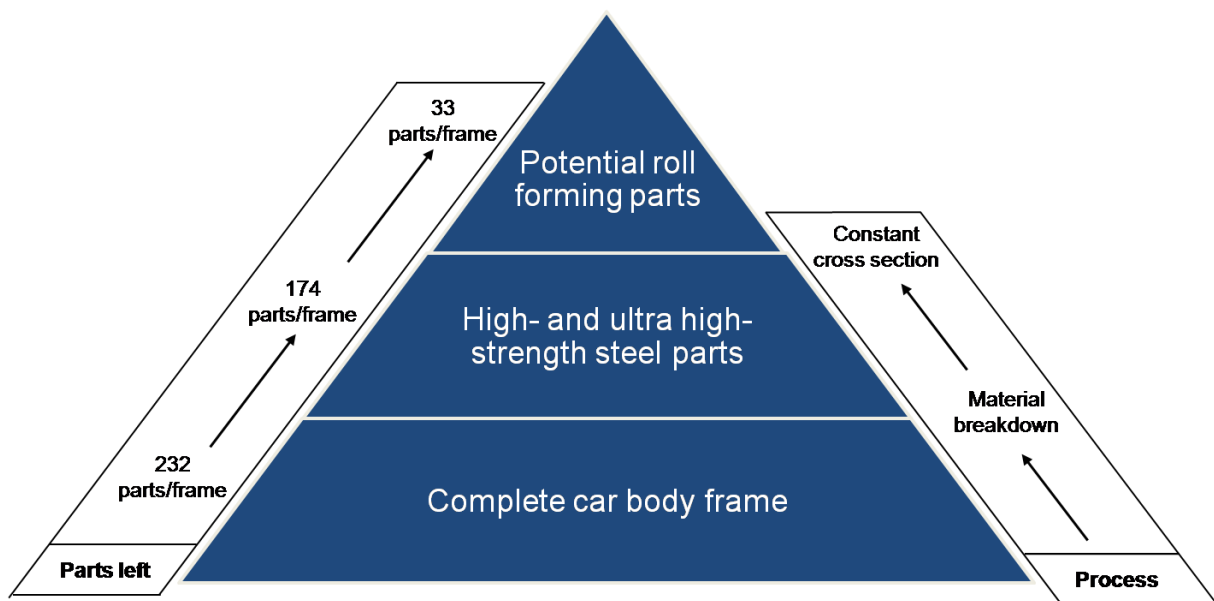 33
parts/frame
174
parts/frame
232
parts/frame
Parts left
Potential roll
forming parts
High- and ultra high-
strength steel parts
Complete car body frame
Constant
cross section
Material
breakdown
Process